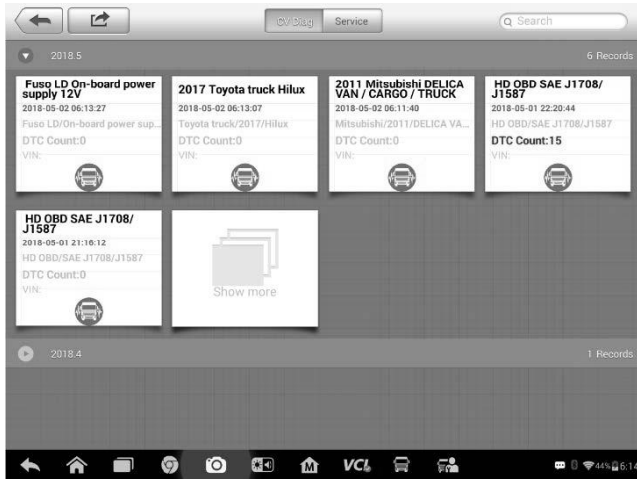 CV Diag
Service
Search
2018.5
6 Records
Fuso LD On-board power
supply 12V
2018-05-02 06:13:27
Fuso LD/On-board power sup...
DTC Count:0
VIN:
2017 Toyota truck Hilux
2018-05-02 06:13:07
Toyota truck/2017/Hilux
DTC Count:0
VIN:
2011 Mitsubishi DELICA
VAN / CARGO / TRUCK
2018-05-02 06:11:40
Mitsubishi/2011/DELICA VA...
DTC Count:0
VIN:
HD OBD SAE J1708/
J1587
2018-05-01 22:20:44
HD OBD/SAE J1708/J1587
DTC Count:15
VIN:
HD OBD SAE J1708/
J1587
2018-05-01 21:16:12
HD OBD/SAE J1708/J1587
DTC Count:0
VIN:
Show more
2018.4
1 Records
M
VCI
44%
6:14